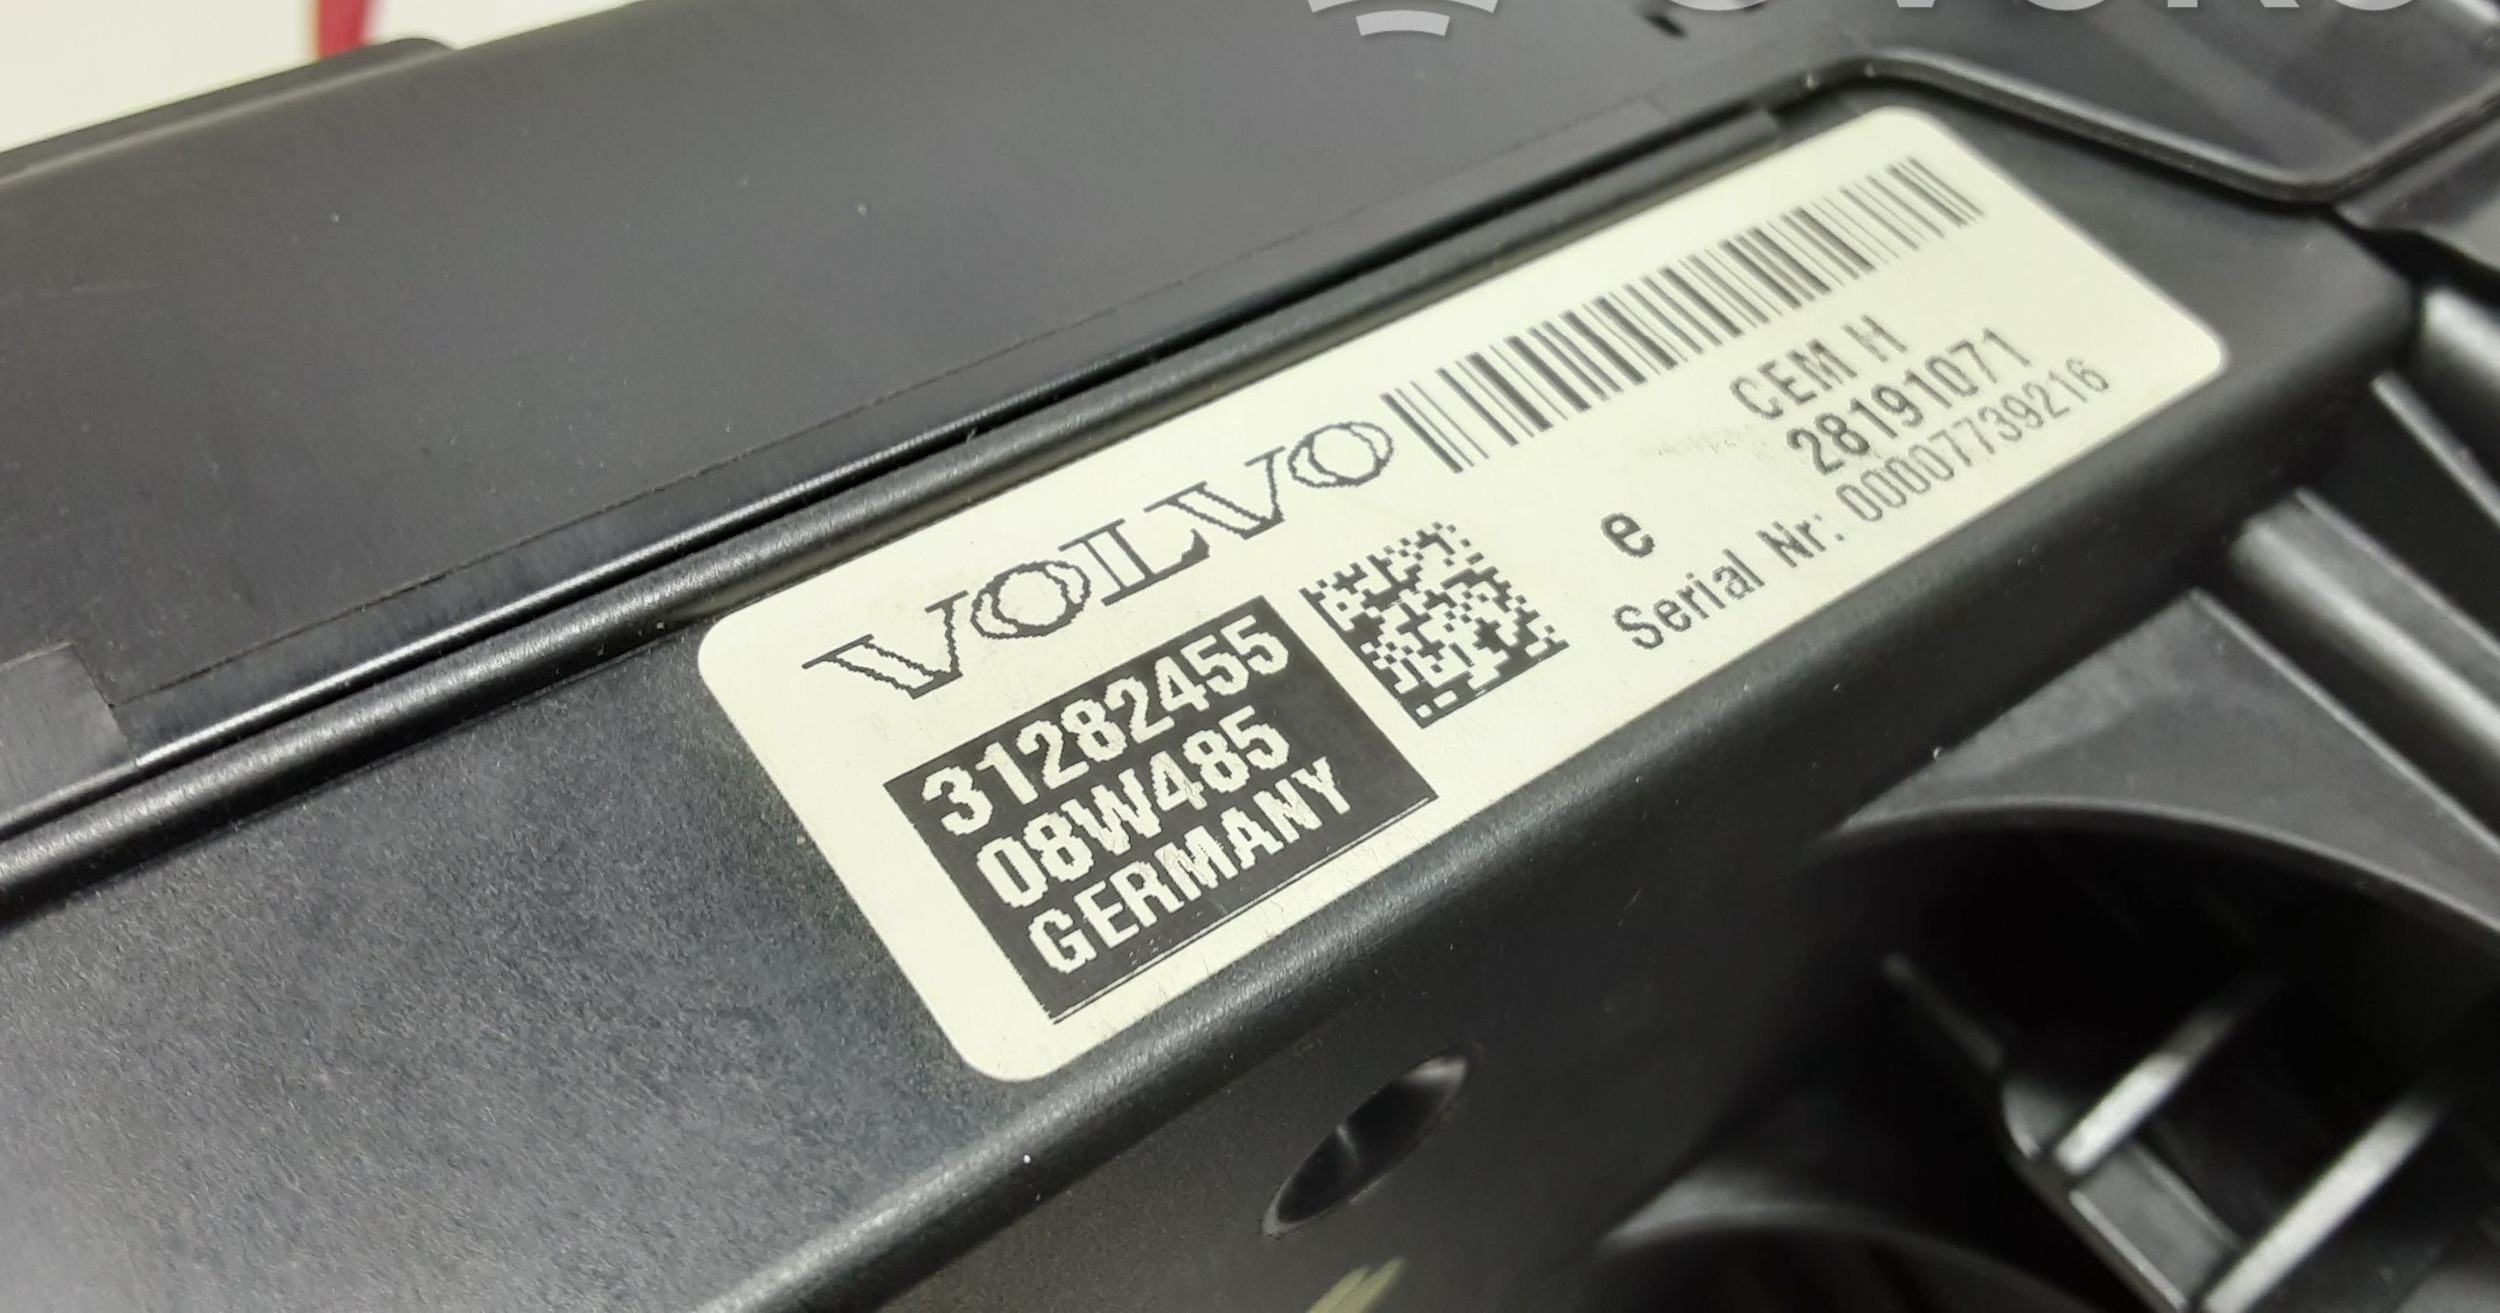 VOLVO
31282455
08W485
GERMANY
CEM H
28191071
e
Serial Nr: 00007739216